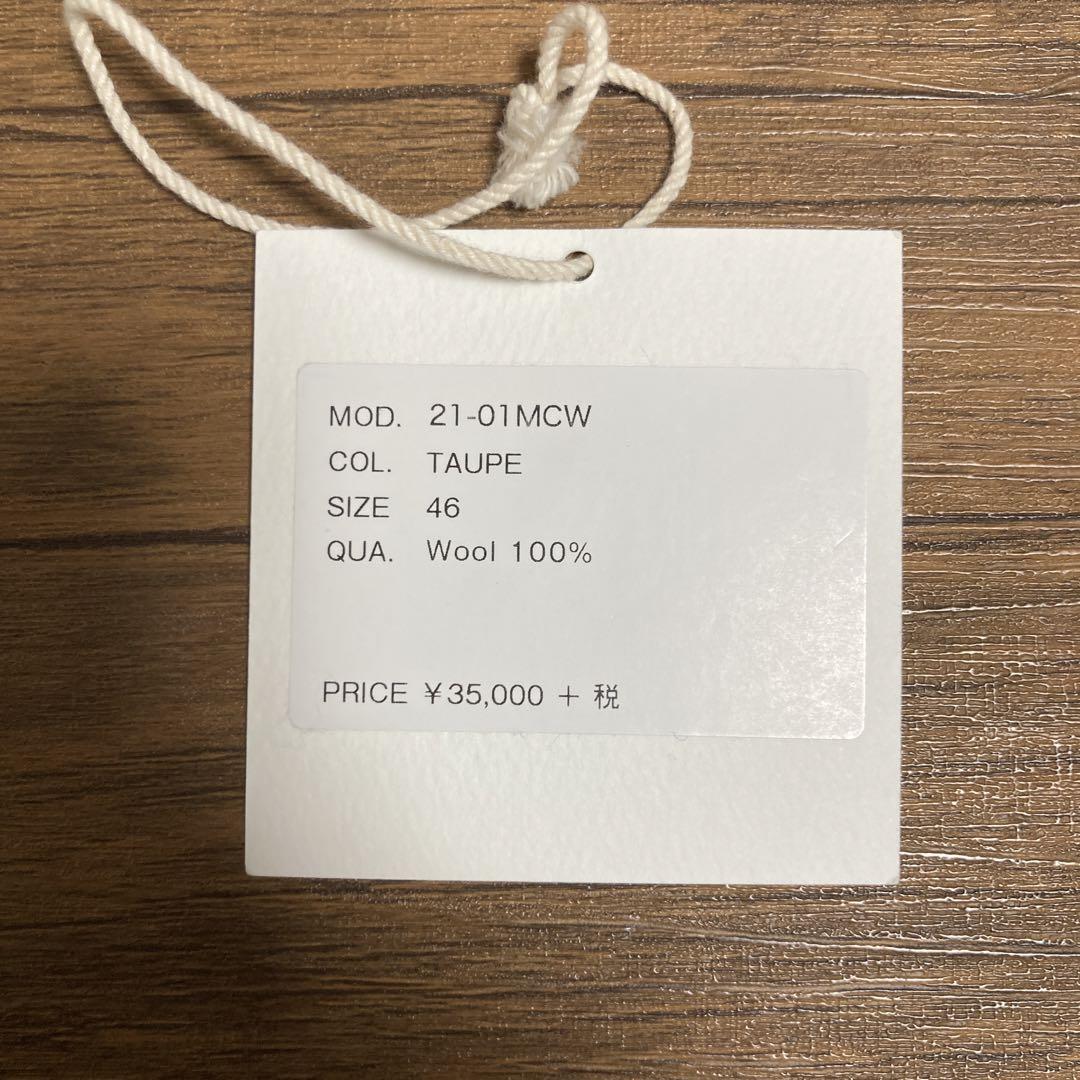 MOD. 21-01MCW
COL. TAUPE
SIZE 46
QUA. Wool 100%
PRICE ¥35,000 + 税